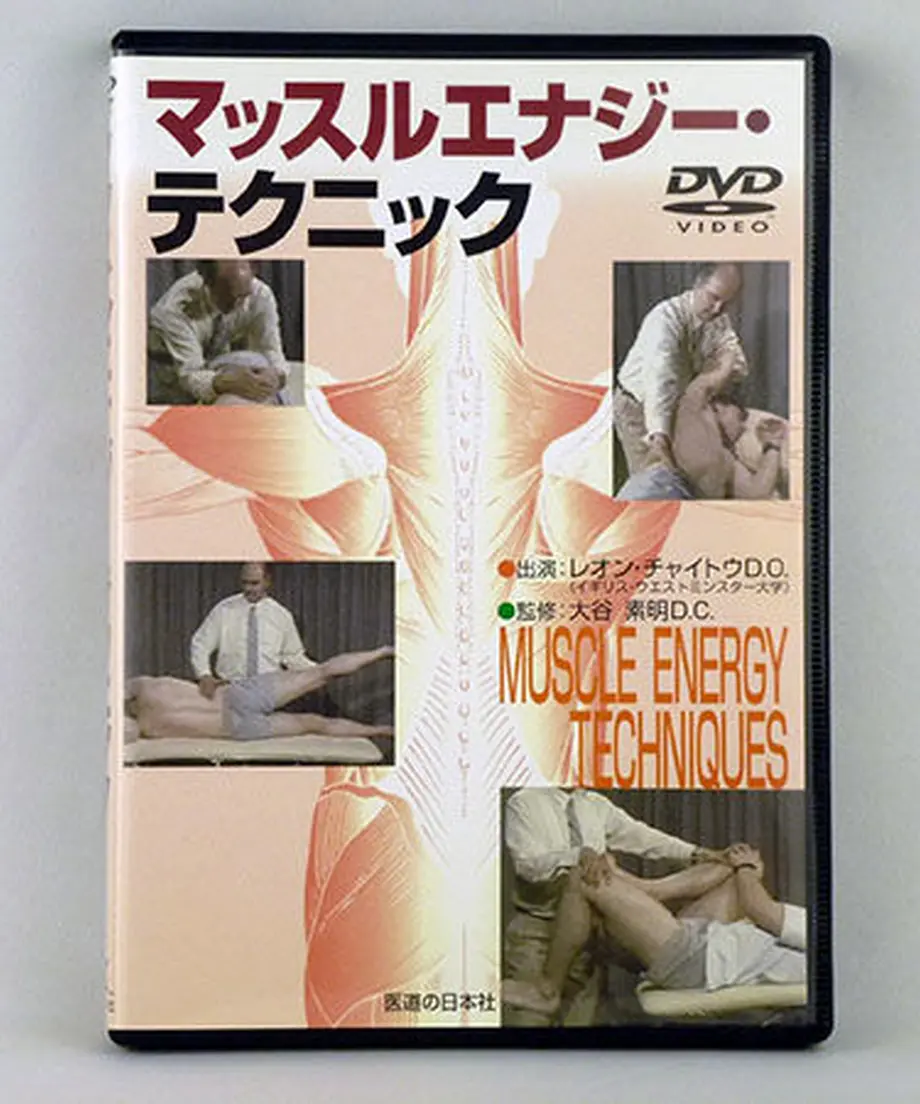 マッスルエナジー・
テクニック
DVD
VIDEO
●出演:レオン・チャイトウD.O.
(イギリス・ウエストミンスター大学)
●監修:大谷 素明D.C.
MUSCLE ENERGY
TECHNIQUES
医道の日本社